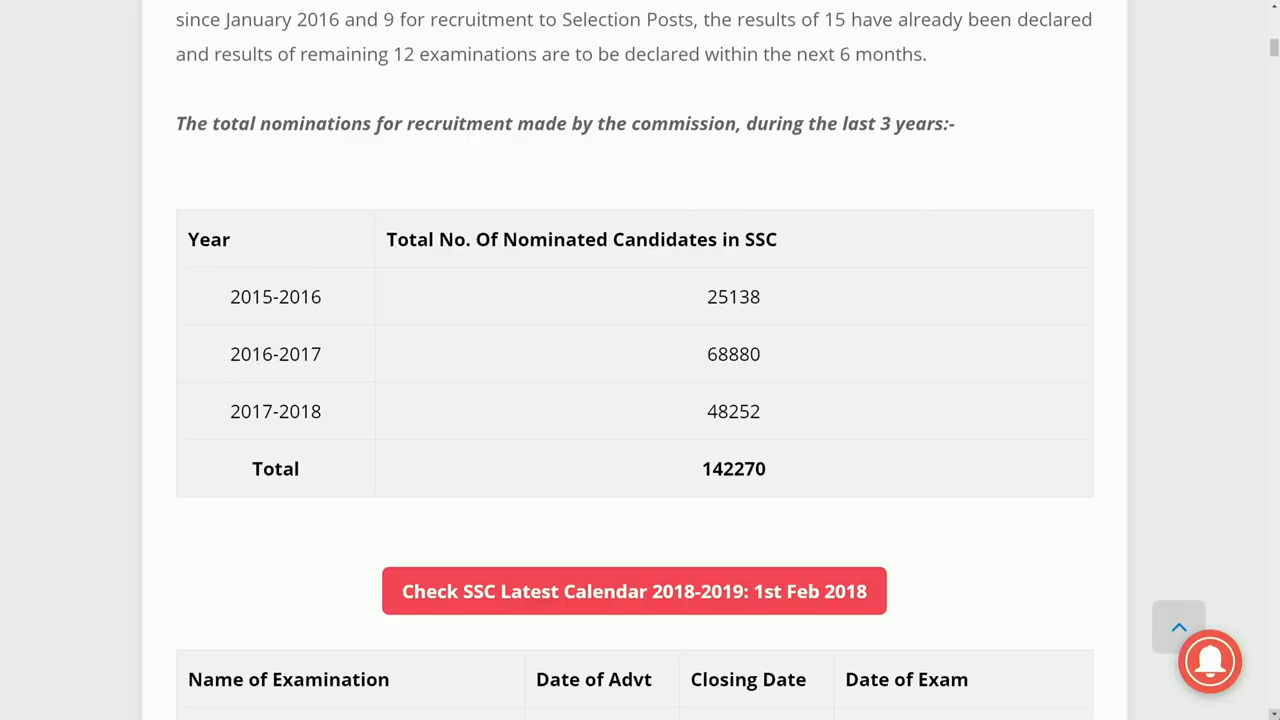 since January 2016 and 9 for recruitment to Selection Posts, the results of 15 have already been declared
and results of remaining 12 examinations are to be declared within the next 6 months.
The total nominations for recruitment made by the commission, during the last 3 years:-
Year Total No. Of Nominated Candidates in SSC
2015-2016 25138
2016-2017 68880
2017-2018 48252
Total 142270
Check SSC Latest Calendar 2018-2019: 1st Feb 2018
Name of Examination Date of Advt Closing Date Date of Exam